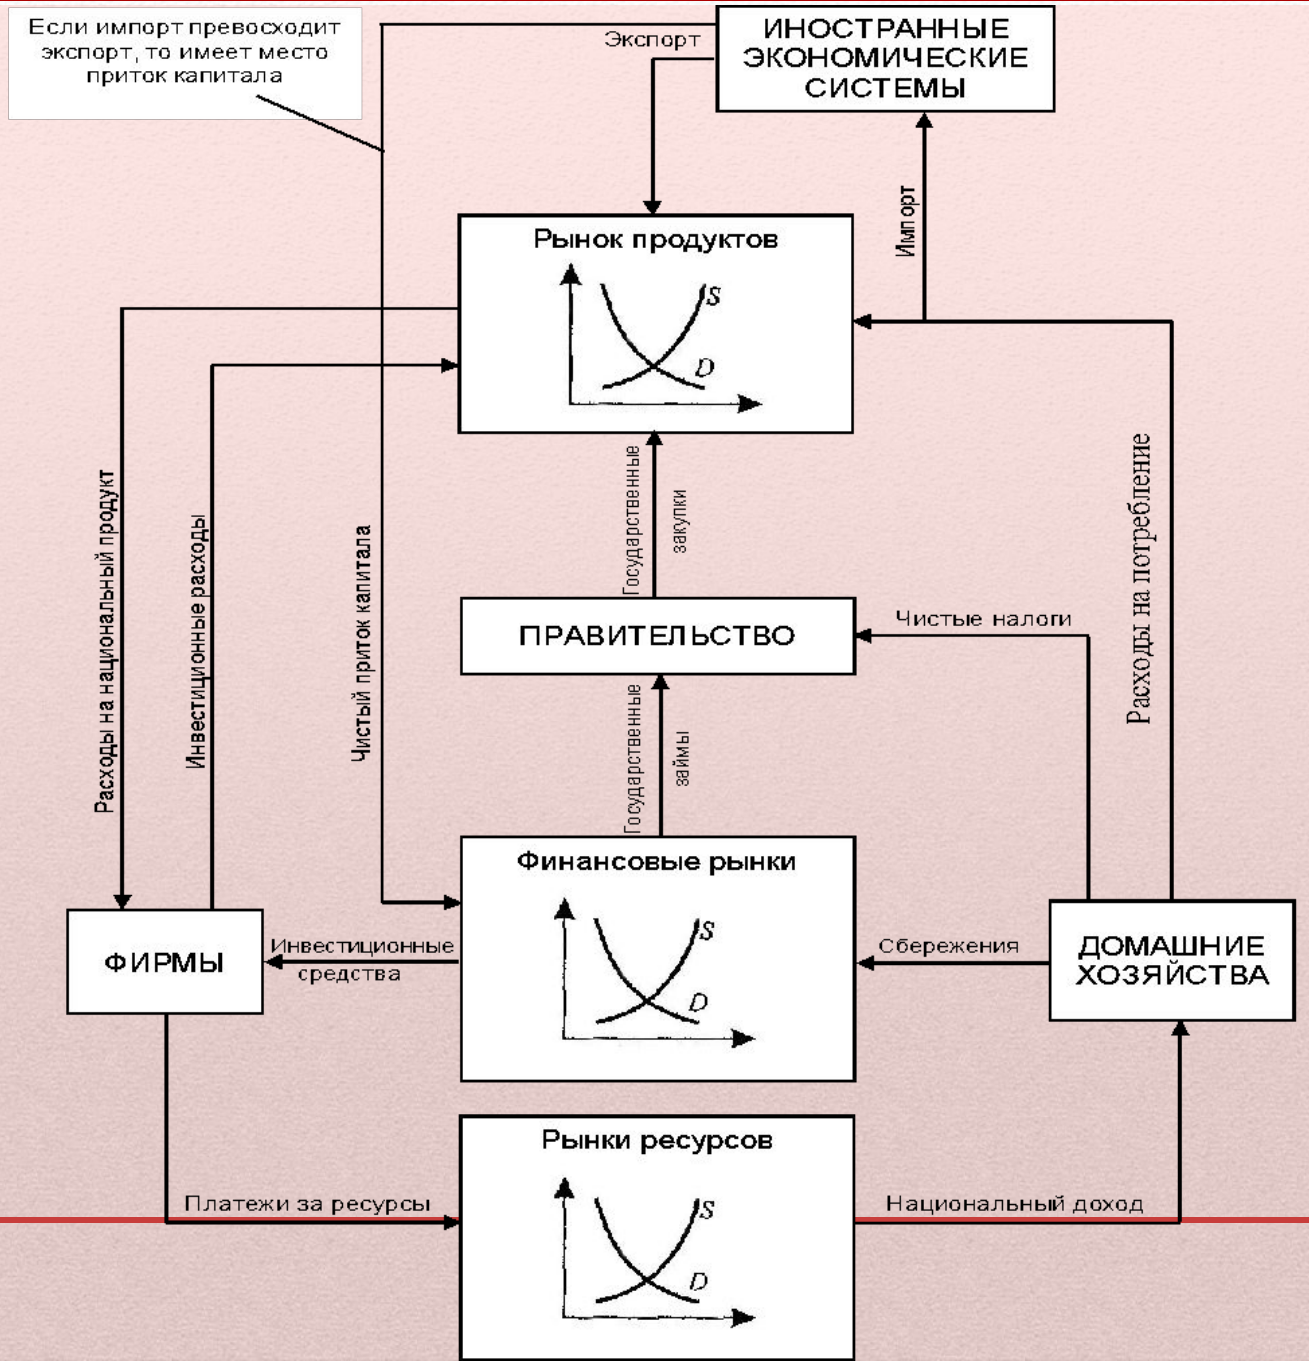 Если импорт превосходит
экспорт, то имеет место
приток капитала
Экспорт
ИНОСТРАННЫЕ
ЭКОНОМИЧЕСКИЕ
СИСТЕМЫ
Импорт
Рынок продуктов
S
D
Расходы на национальный продукт
Инвестиционные расходы
Чистый приток капитала
Государственные
закупки
Расходы на потребление
ПРАВИТЕЛЬСТВО
Чистые налоги
Государственные
займы
Финансовые рынки
S
D
ФИРМЫ
Инвестиционные
средства
Сбережения
ДОМАШНИЕ
ХОЗЯЙСТВА
Рынки ресурсов
S
D
Платежи за ресурсы
Национальный доход